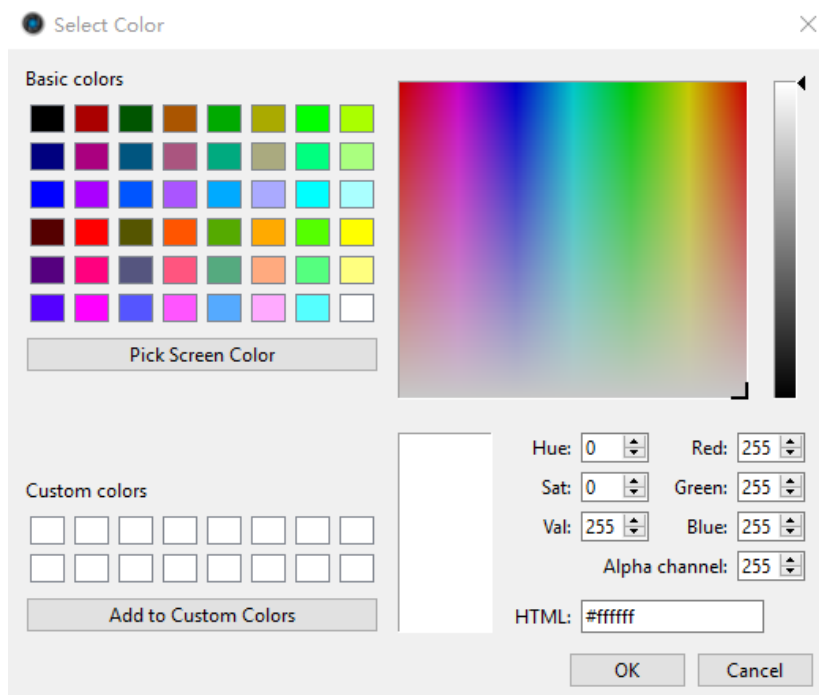 Select Color
Basic colors
Pick Screen Color
Hue: 0 Red: 255
Custom colors
Sat: 0 Green: 255
Val: 255 Blue: 255
Alpha channel: 255
Add to Custom Colors
HTML: #ffffff
OK Cancel